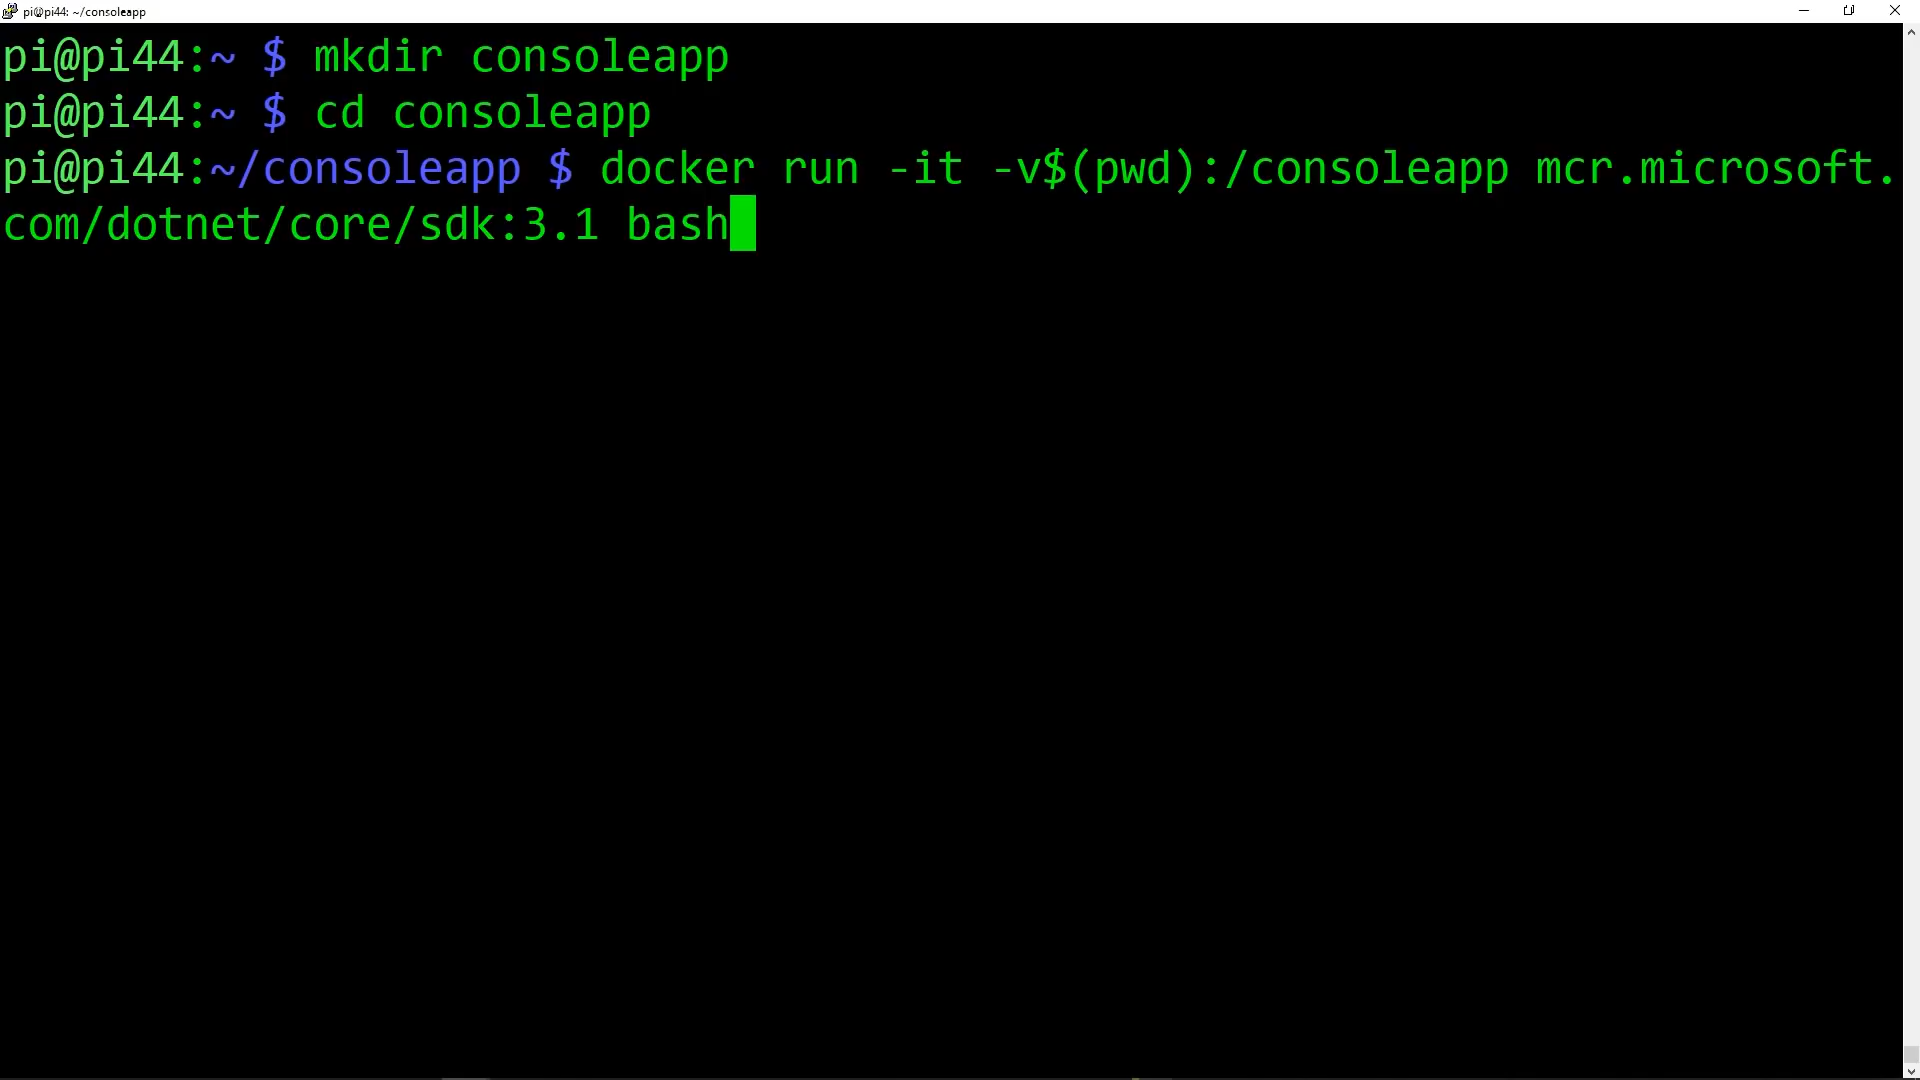 pi@pi44: ~/consoleapp
pi@pi44:~ $ mkdir consoleapp
pi@pi44:~ $ cd consoleapp
pi@pi44:~/consoleapp $ docker run -it -v$(pwd):/consoleapp mcr.microsoft.
com/dotnet/core/sdk:3.1 bash